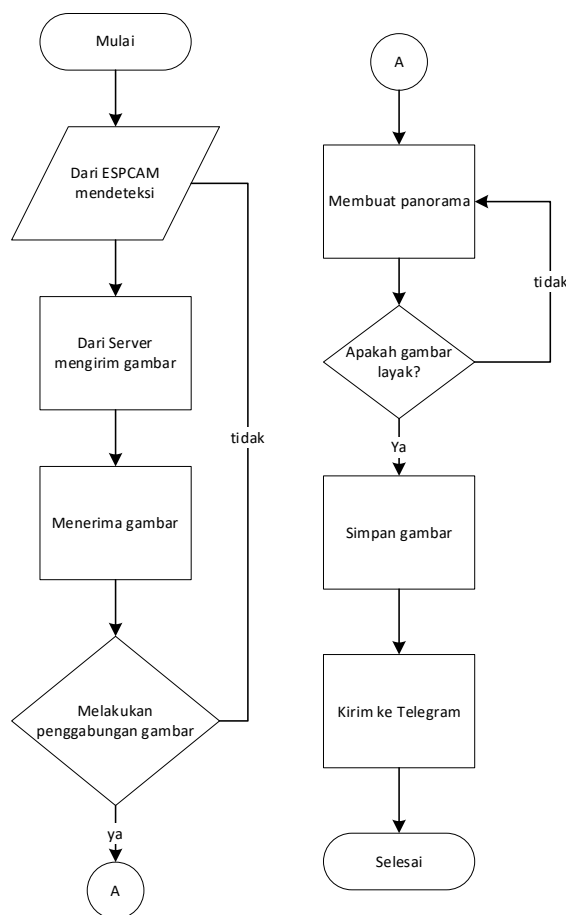 Mulai
Dari ESPCAM
mendeteksi
Dari Server
mengirim gambar
tidak
Menerima gambar
Melakukan
penggabungan gambar
ya
A
A
Membuat panorama
tidak
Apakah gambar
layak?
Ya
Simpan gambar
Kirim ke Telegram
Selesai